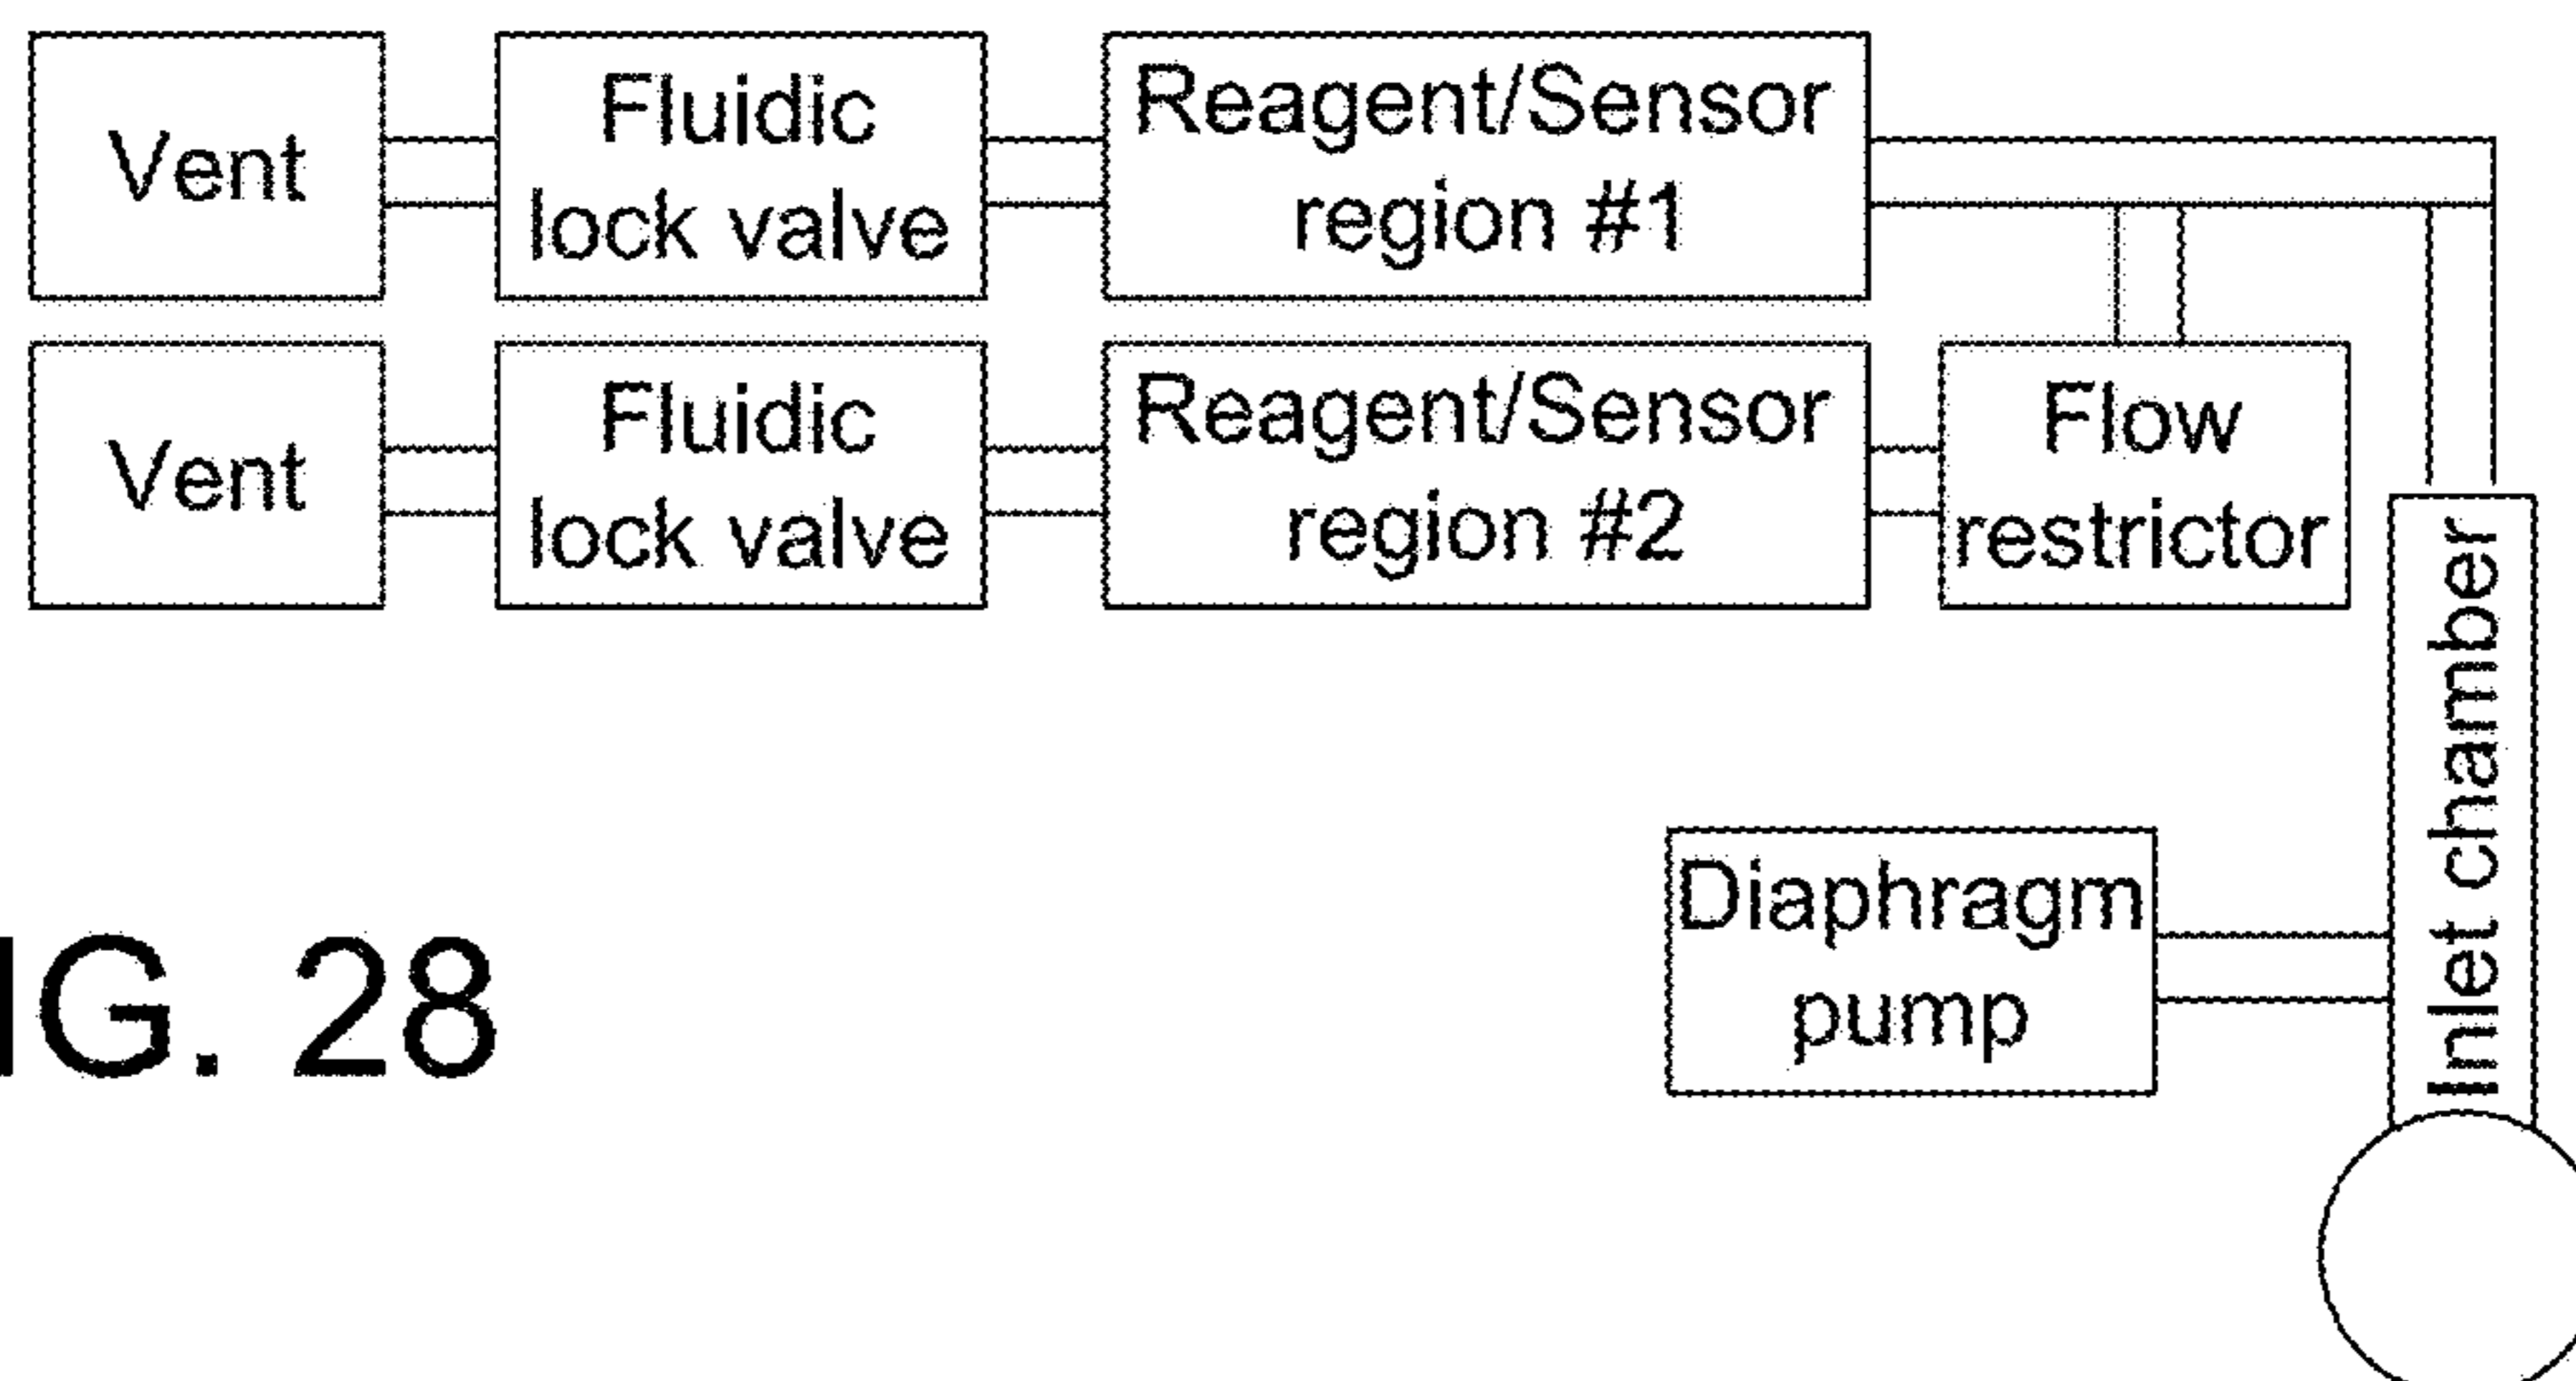 Vent
Fluidic
lock valve
Reagent/Sensor
region #1
Vent
Fluidic
lock valve
Reagent/Sensor
region #2
Flow
restrictor
Inlet chamber
Diaphragm
pump
IG. 28